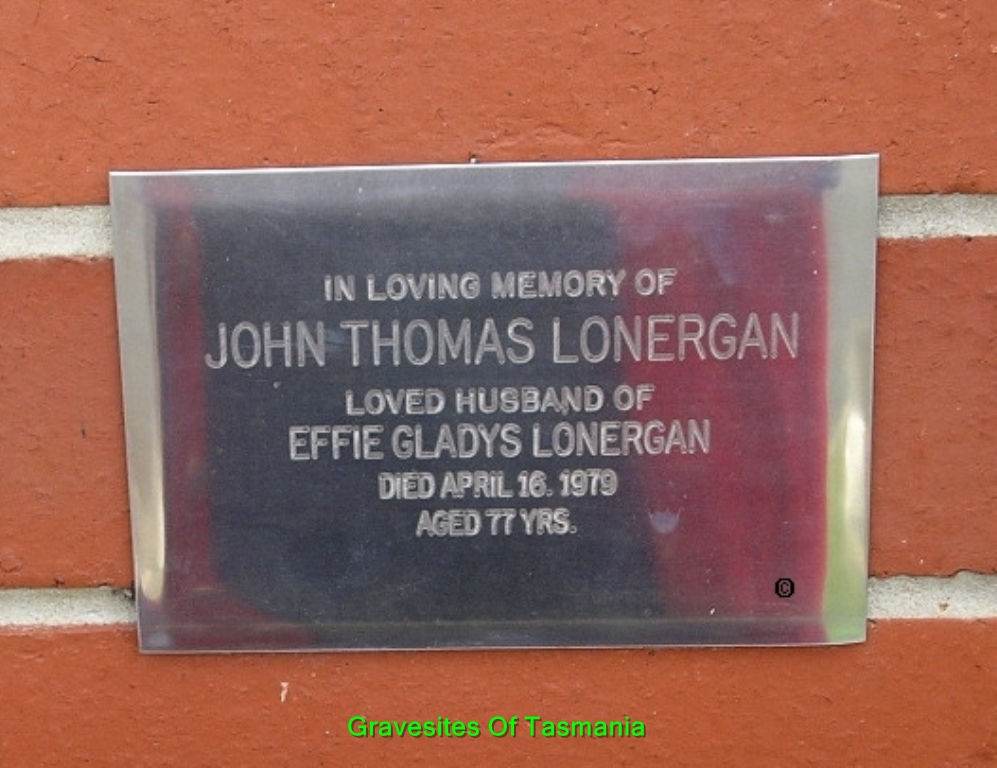 IN LOVING MEMORY OF
JOHN THOMAS LONERGAN
LOVED HUSBAND OF
EFFIE GLADYS LONERGAN
DIED APRIL 16. 1979
AGED 77 YRS.
©
Gravesites Of Tasmania